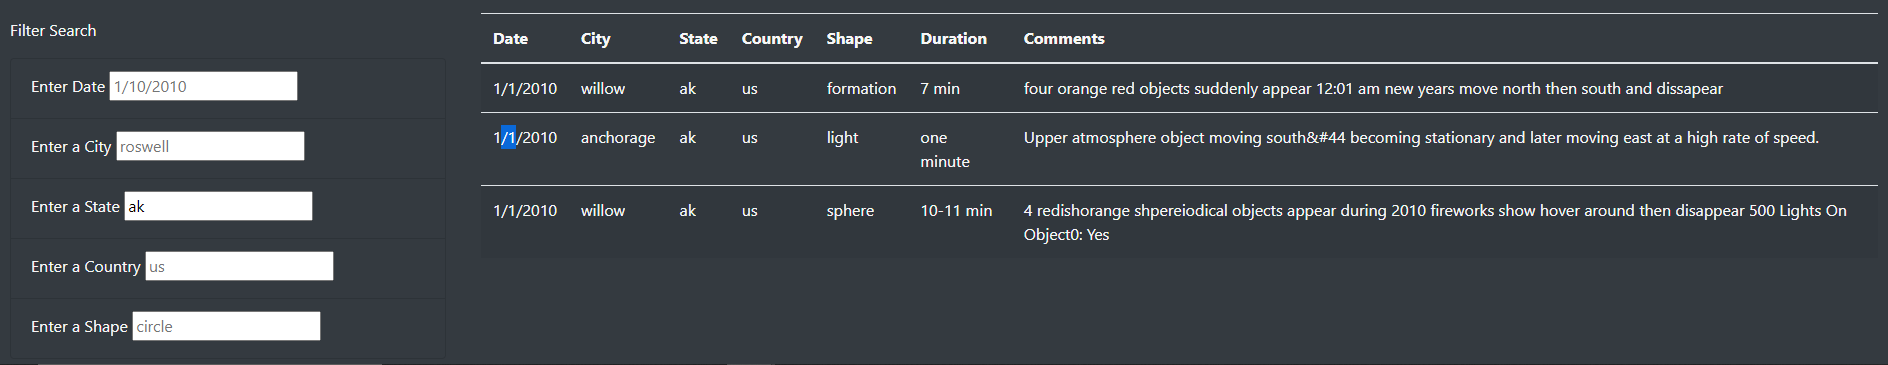 Filter Search
Enter Date 1/10/2010
Enter a City roswell
Enter a State ak
Enter a Country us
Enter a Shape circle
Date City State Country Shape Duration Comments
1/1/2010 willow ak us formation 7 min four orange red objects suddenly appear 12:01 am new years move north then south and dissapear
1/1/2010 anchorage ak us light one Upper atmosphere object moving south&#44 becoming stationary and later moving east at a high rate of speed.
minute
1/1/2010 willow ak us sphere 10-11 min 4 redishorange shpereiodical objects appear during 2010 fireworks show hover around then disappear 500 Lights On
Object0: Yes